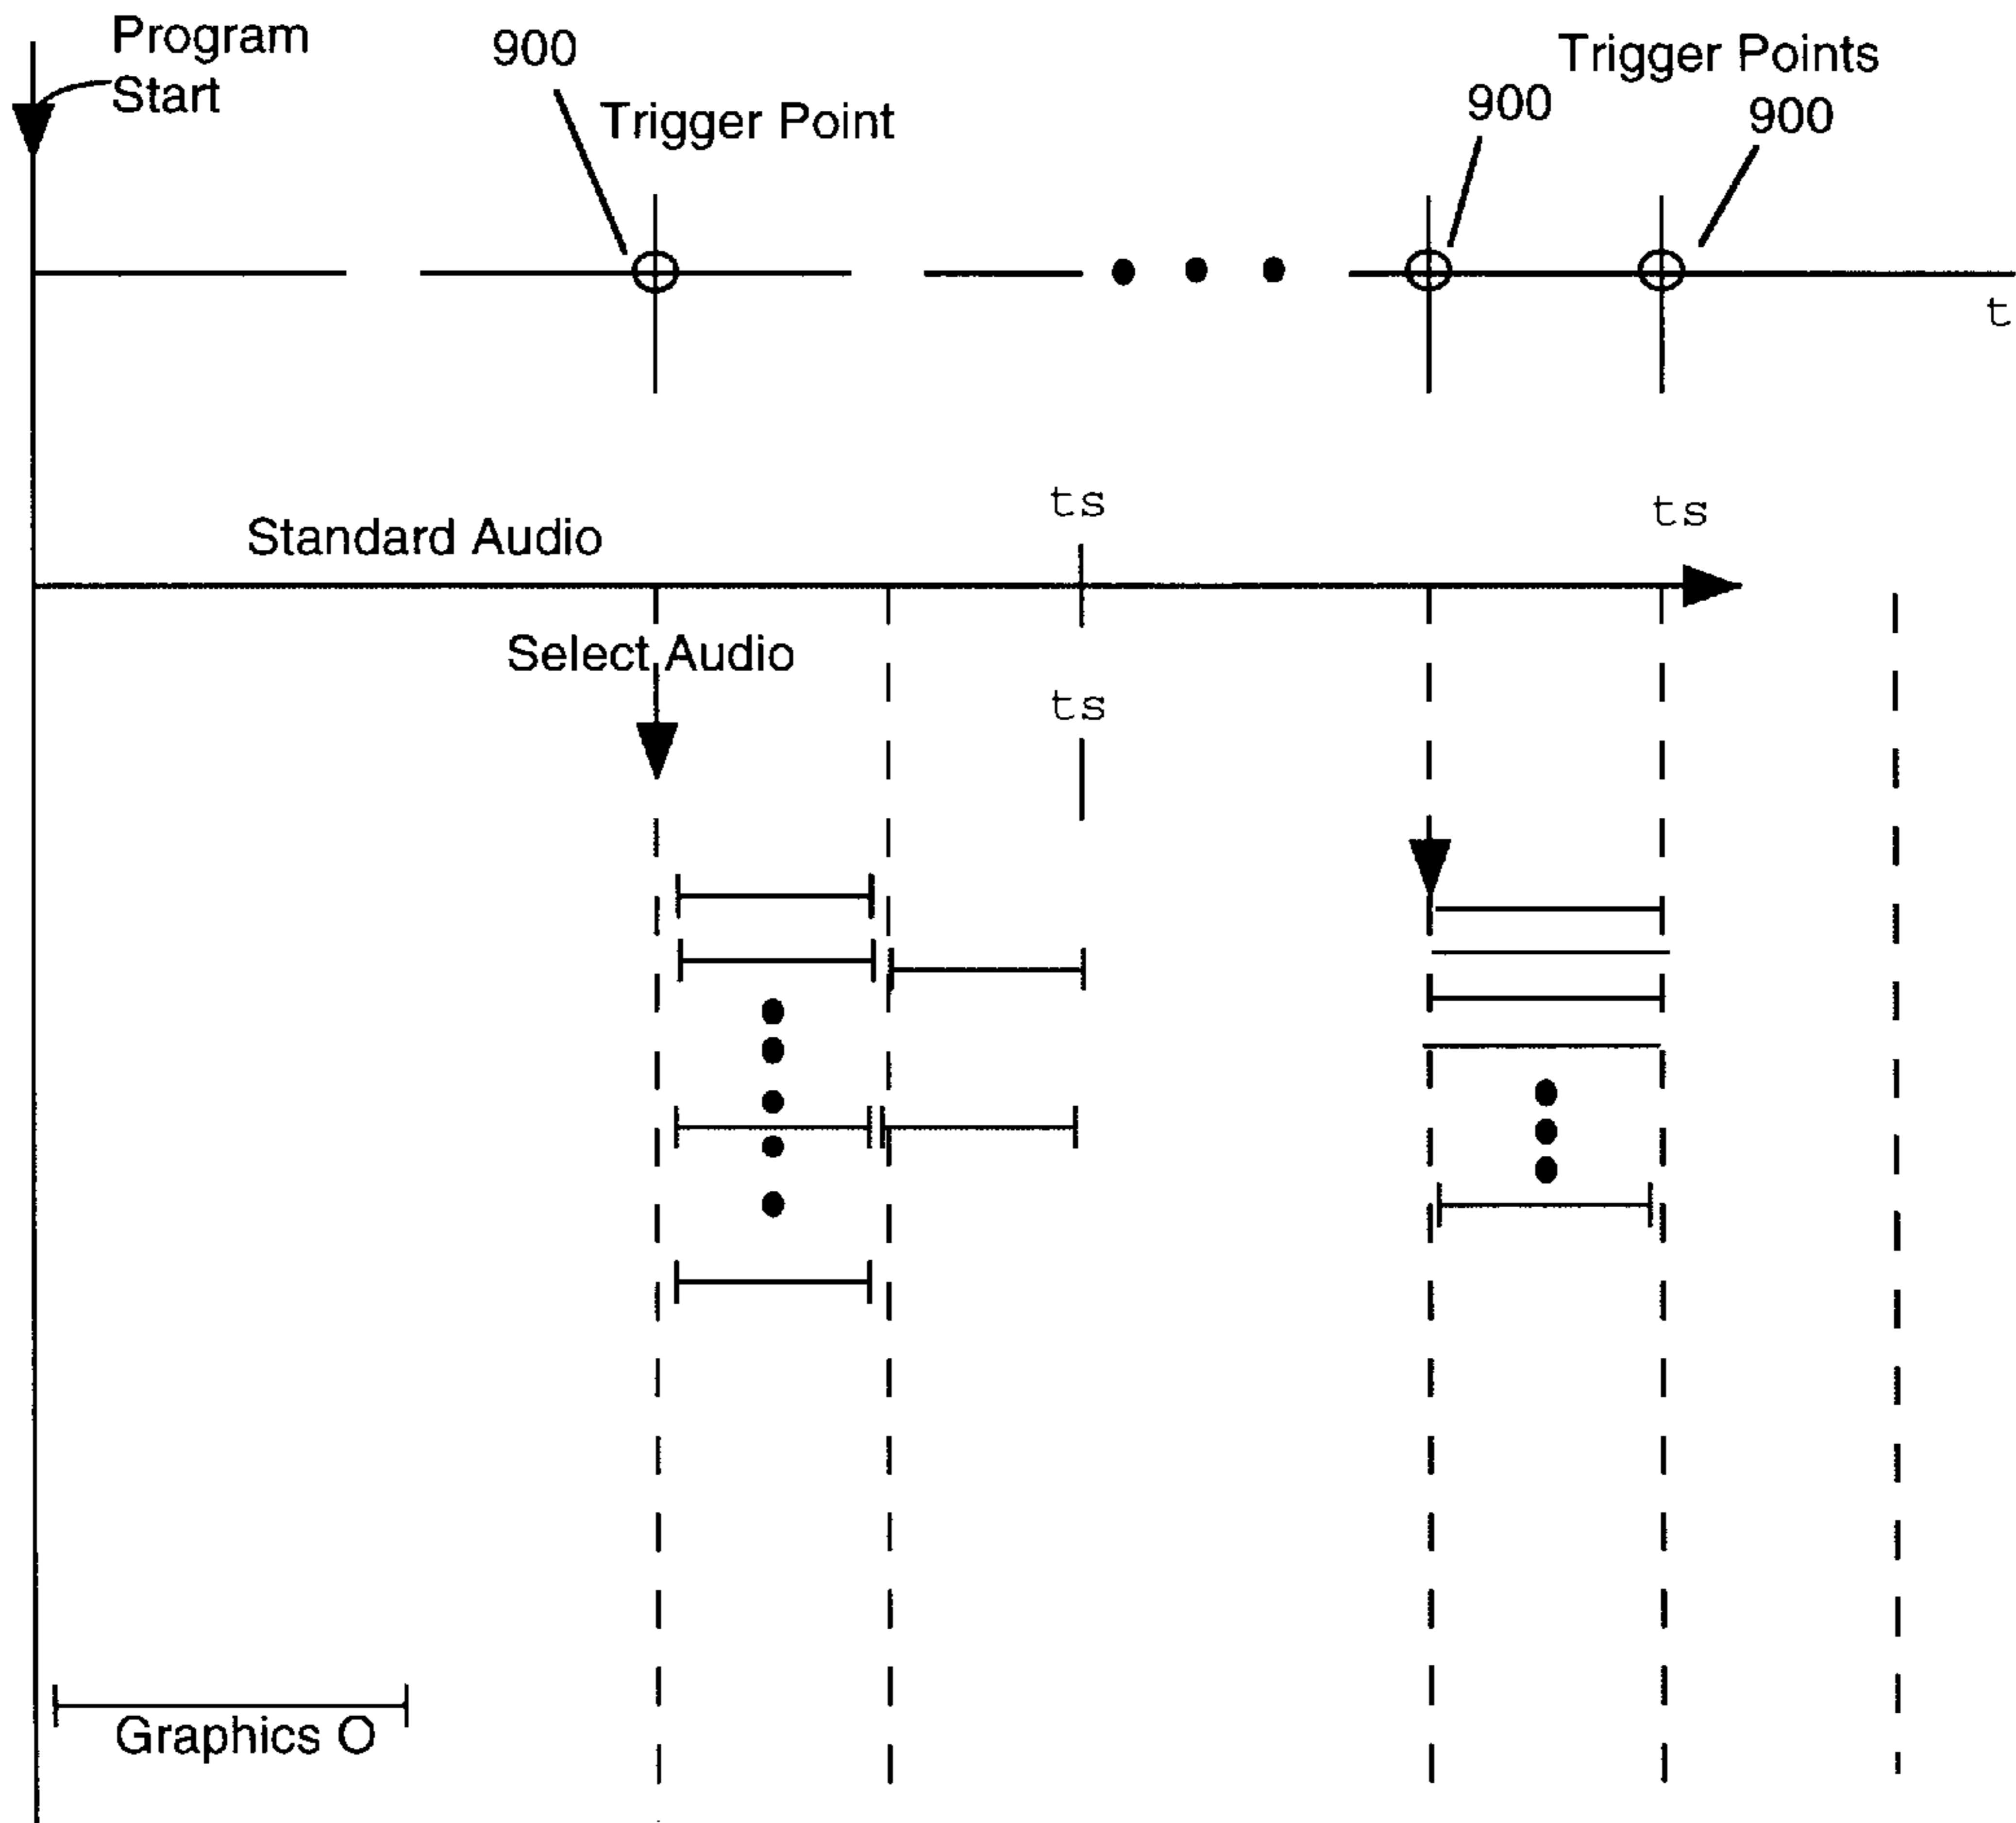 Program
Start
900
Trigger Point
Trigger Points
900
900
t
Standard Audio
ts
ts
Select Audio
ts
Graphics O